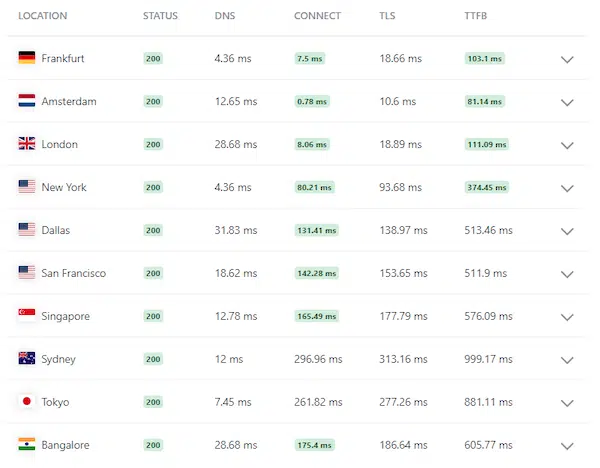 LOCATION STATUS DNS CONNECT TLS TTFB
Frankfurt 200 4.36 ms 7.5 ms 18.66 ms 103.1 ms
Amsterdam 200 12.65 ms 0.78 ms 10.6 ms 81.14 ms
London 200 28.68 ms 8.06 ms 18.89 ms 111.09 ms
New York 200 4.36 ms 80.21 ms 93.68 ms 374.45 ms
Dallas 200 31.83 ms 131.41 ms 138.97 ms 513.46 ms
San Francisco 200 18.62 ms 142.28 ms 153.65 ms 511.9 ms
Singapore 200 12.78 ms 165.49 ms 177.79 ms 576.09 ms
Sydney 200 12 ms 296.96 ms 313.16 ms 999.17 ms
Tokyo 200 7.45 ms 261.82 ms 277.26 ms 881.11 ms
Bangalore 200 28.68 ms 175.4 ms 186.64 ms 605.77 ms